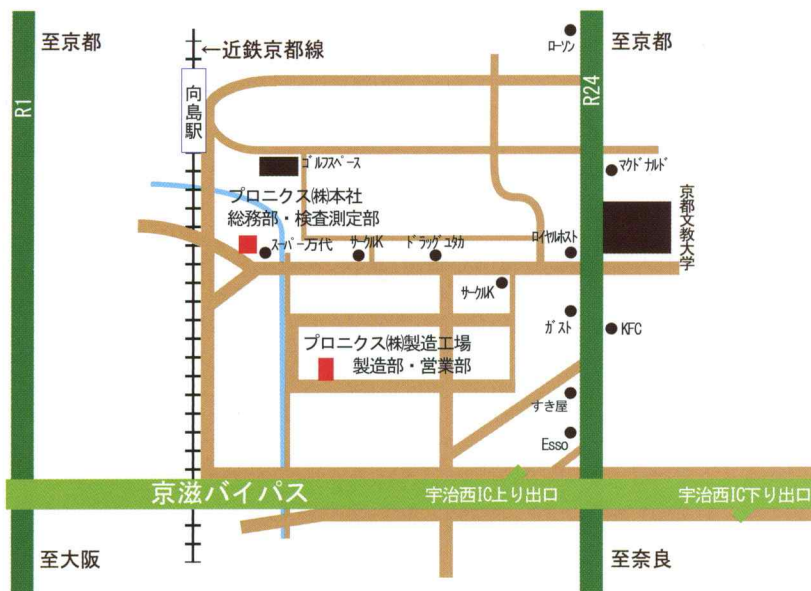 至京都
←近鉄京都線
ローソン
至京都
R1
向島駅
R24
ゴルフスペース
マクドナルド
プロニクス㈱本社
総務部・検査測定部
京都文教大学
スーパー万代
サークルK
ドラッグユタカ
ロイヤルホスト
サークルK
ガスト
KFC
プロニクス㈱製造工場
製造部・営業部
すき屋
Esso
京滋バイパス
宇治西IC上り出口
宇治西IC下り出口
至大阪
至奈良